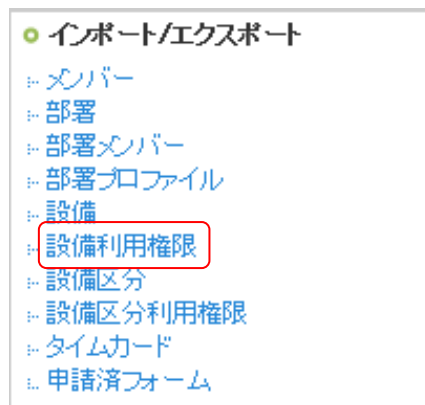 インポート/エクスポート
メンバー
部署
部署メンバー
部署プロファイル
設備
設備利用権限
設備区分
設備区分利用権限
タイムカード
申請済フォーム